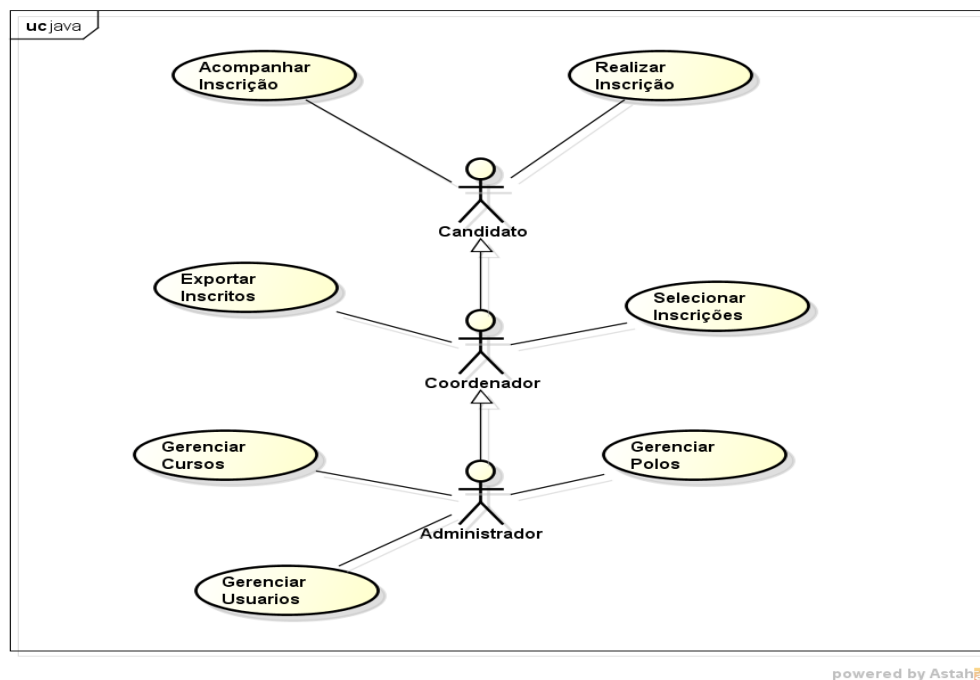 uc java
Acompanhar
Inscrição
Realizar
Inscrição
Candidato
Exportar
Inscritos
Selecionar
Inscrições
Coordenador
Gerenciar
Cursos
Gerenciar
Polos
Administrador
Gerenciar
Usuarios
powered by Astah